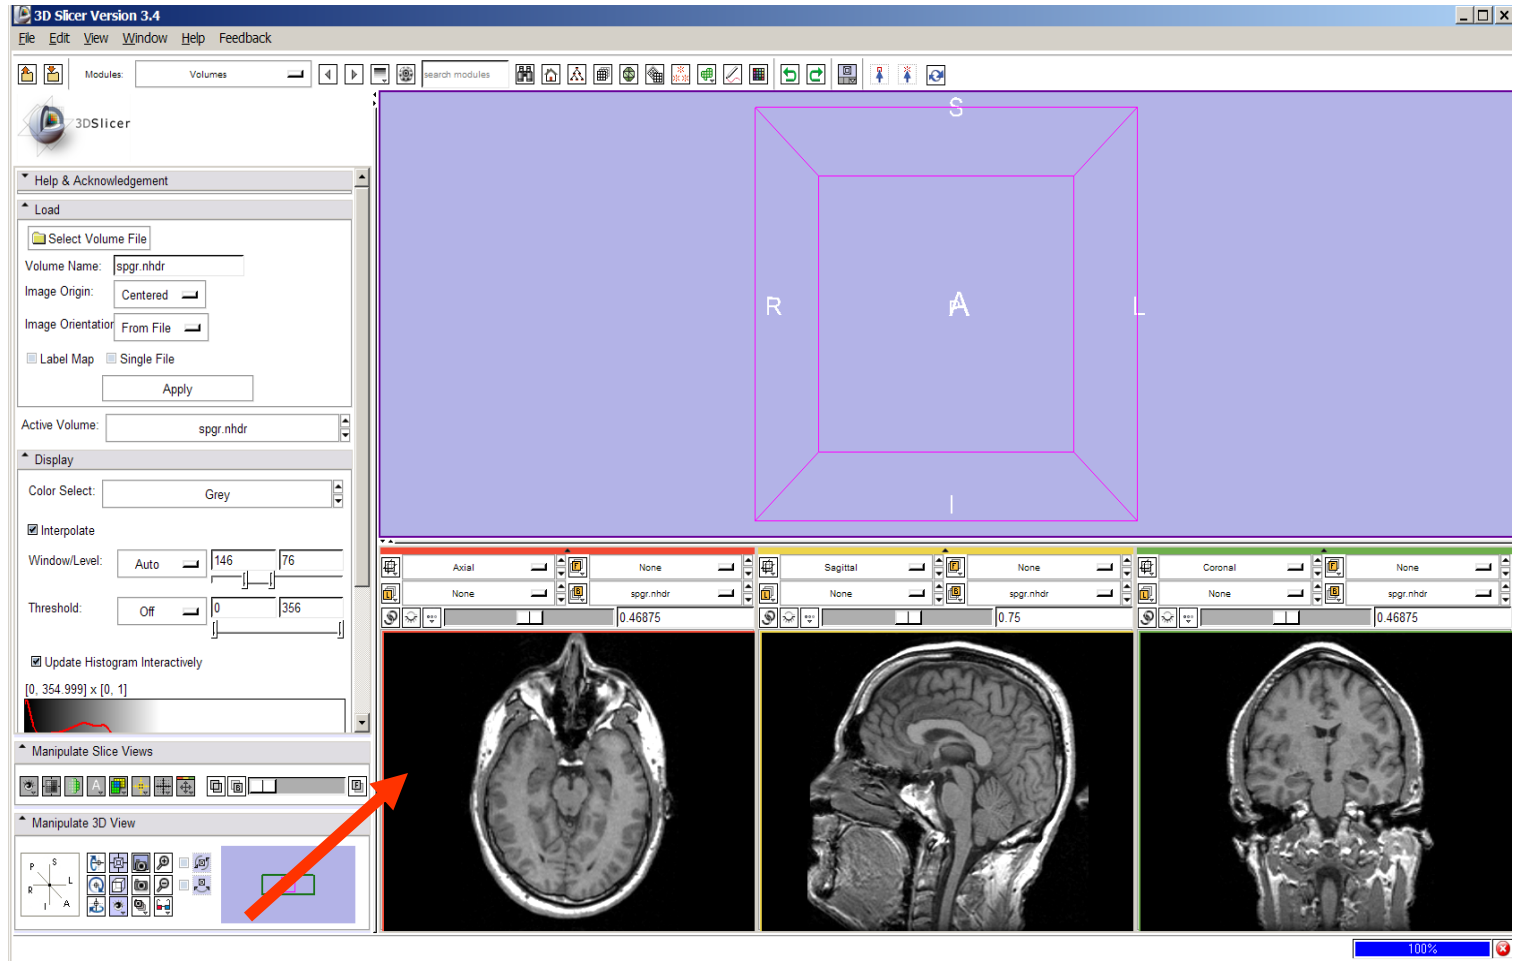 3D Slicer Version 3.4
File Edit View Window Help Feedback
Modules: Volumes search modules
3DSlicer
Help & Acknowledgement
Load
Select Volume File
Volume Name: spgr.nhdr
Image Origin: Centered
Image Orientation From File
Label Map Single File
Apply
Active Volume: spgr.nhdr
Display
Color Select: Grey
Interpolate
Window/Level: Auto 146 76
Threshold: Off 0 356
Update Histogram Interactively
[0, 354.999] x [0, 1]
Manipulate Slice Views
Manipulate 3D View
P S
R L
I A
S
R A L
P
I
Axial None
None spgr.nhdr
0.46875
Sagittal None
None spgr.nhdr
0.75
Coronal None
None spgr.nhdr
0.46875
100%